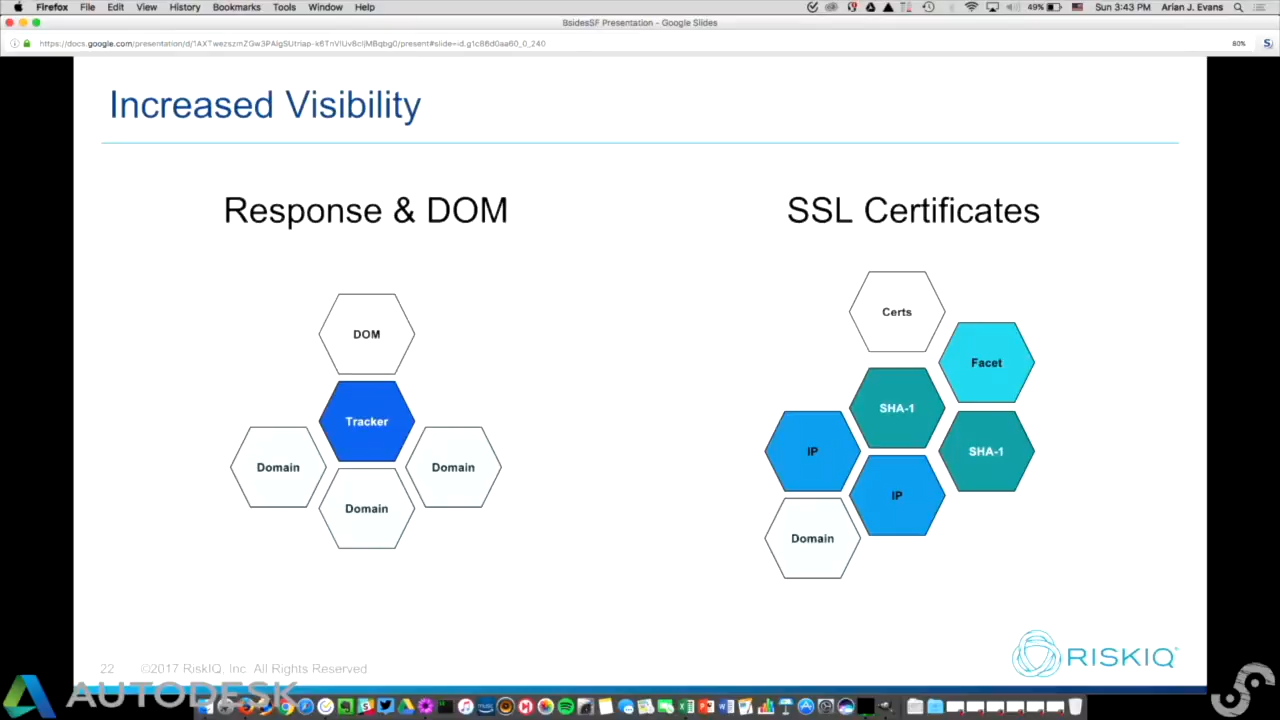 Firefox File Edit View History Bookmarks Tools Window Help 49% Sun 3:43 PM Arian J. Evans
BsidesSF Presentation - Google Slides
80%
Increased Visibility
Response & DOM
SSL Certificates
DOM
Tracker
Domain
Domain
Domain
Certs
Facet
SHA-1
SHA-1
IP
IP
Domain
22 ©2017 RiskIQ, Inc. All Rights Reserved
RISKIQ
AUTODESK